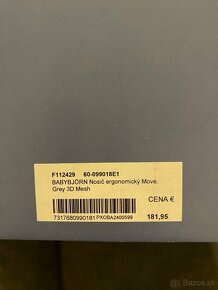 F112429 60-099018E1
BABYBJÖRN Nosič ergonomický Move,
Grey 3D Mesh
CENA €
7317680990181 PXOBA2400599
181,95
bazos.sk